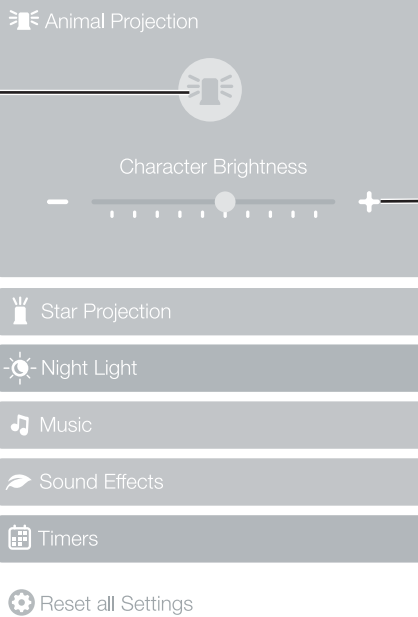 Animal Projection
Character Brightness
Star Projection
Night Light
Music
Sound Effects
Timers
Reset all Settings